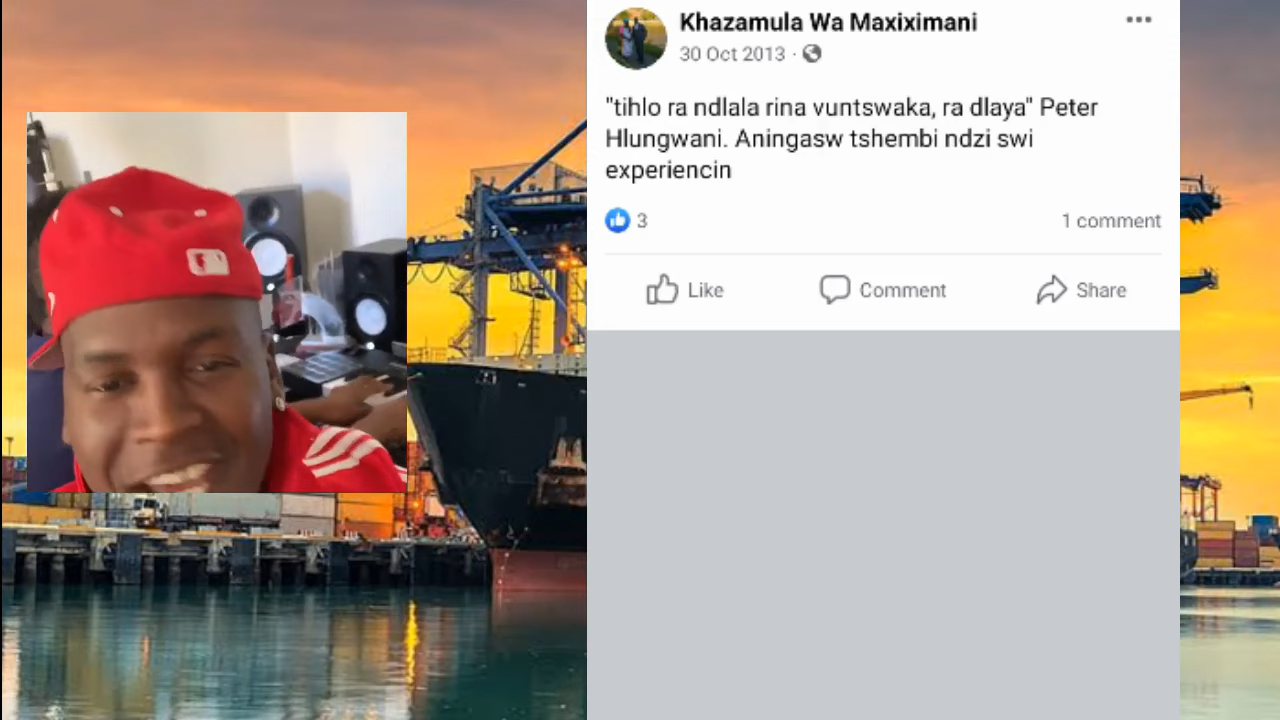 Khazamula Wa Maxiximani
30 Oct 2013
"tihlo ra ndlala rina vuntswaka, ra dlaya" Peter
Hlungwani. Aningasw tshembi ndzi swi
experiencin
3
1 comment
Like
Comment
Share